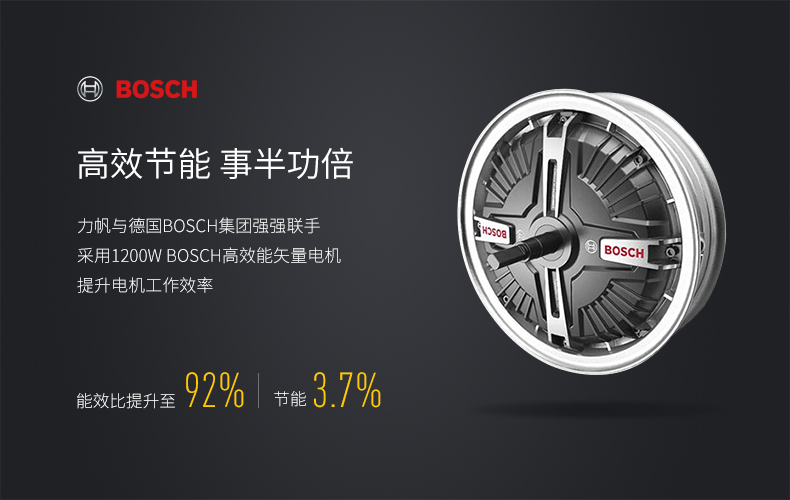 BOSCH
高效节能 事半功倍
力帆与德国BOSCH集团强强联手
采用1200W BOSCH高效能矢量电机
提升电机工作效率
能效比提升至 92% 节能 3.7%
BOSCH
BOSCH